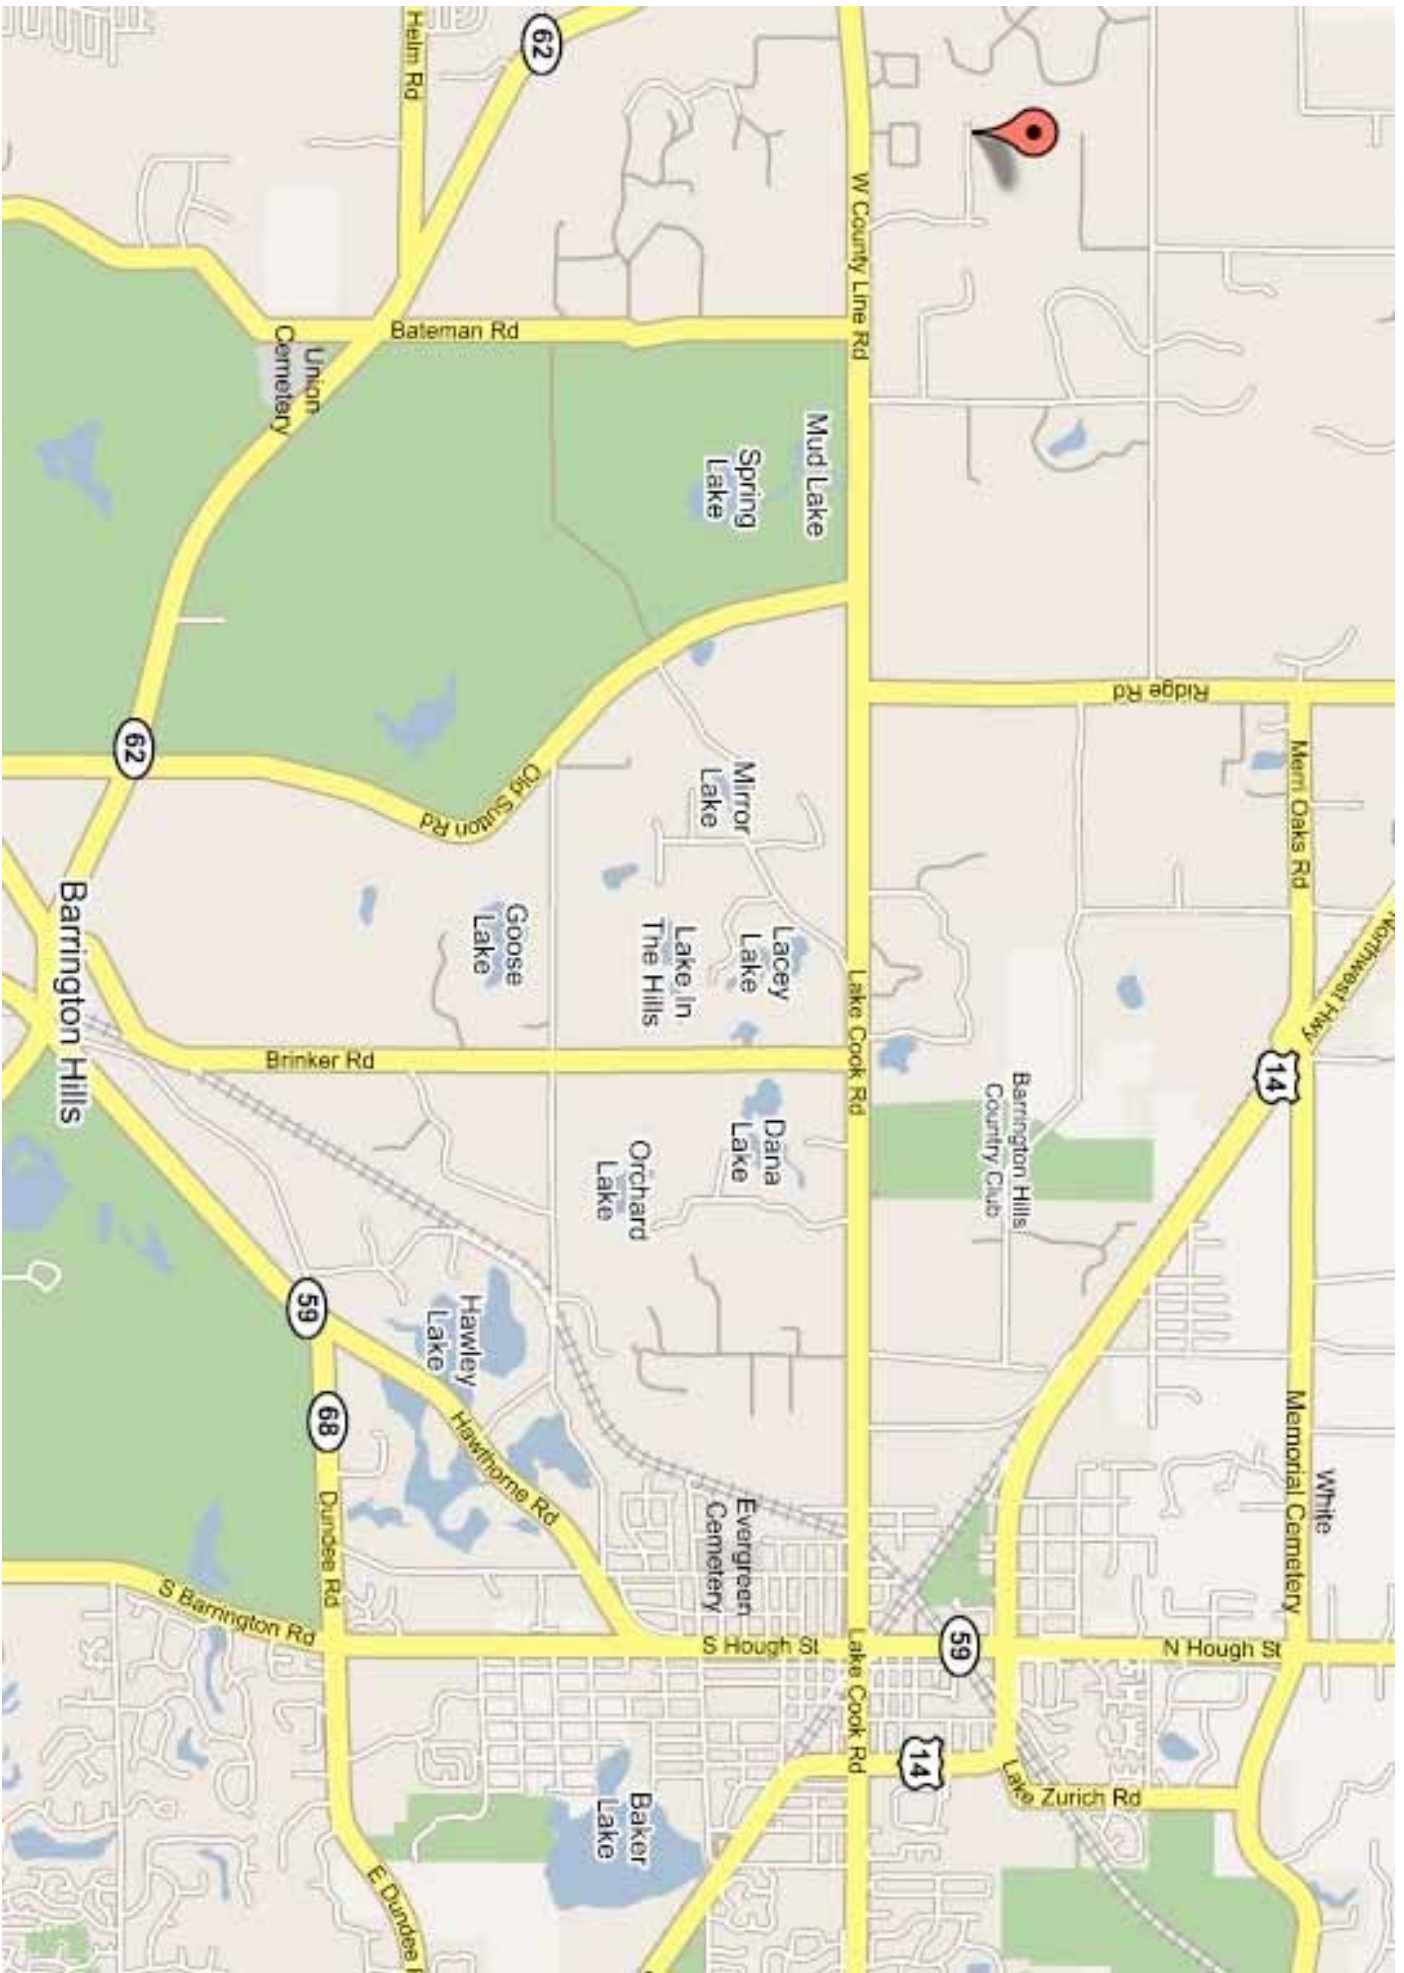 Northwest Hwy
Merri Oaks Rd
White
Memorial Cemetery
14
N Hough St
Ridge Rd
Lake Zurich Rd
Barrington Hills
Country Club
59
14
W County Line Rd
Lake Cook Rd
Lake Cook Rd
Mud Lake
Spring
Lake
Mirror
Lake
Lacey
Lake
Dana
Lake
Evergreen
Cemetery
S Hough St
Lake In
The Hills
Orchard
Lake
Baker
Lake
62
Goose
Lake
Old Sutton Rd
Hawthorne Rd
Hawley
Lake
Bateman Rd
Helm Rd
E Dundee
Brinker Rd
Union
Cemetery
59
68
Dundee Rd
S Barrington Rd
62
Barrington Hills